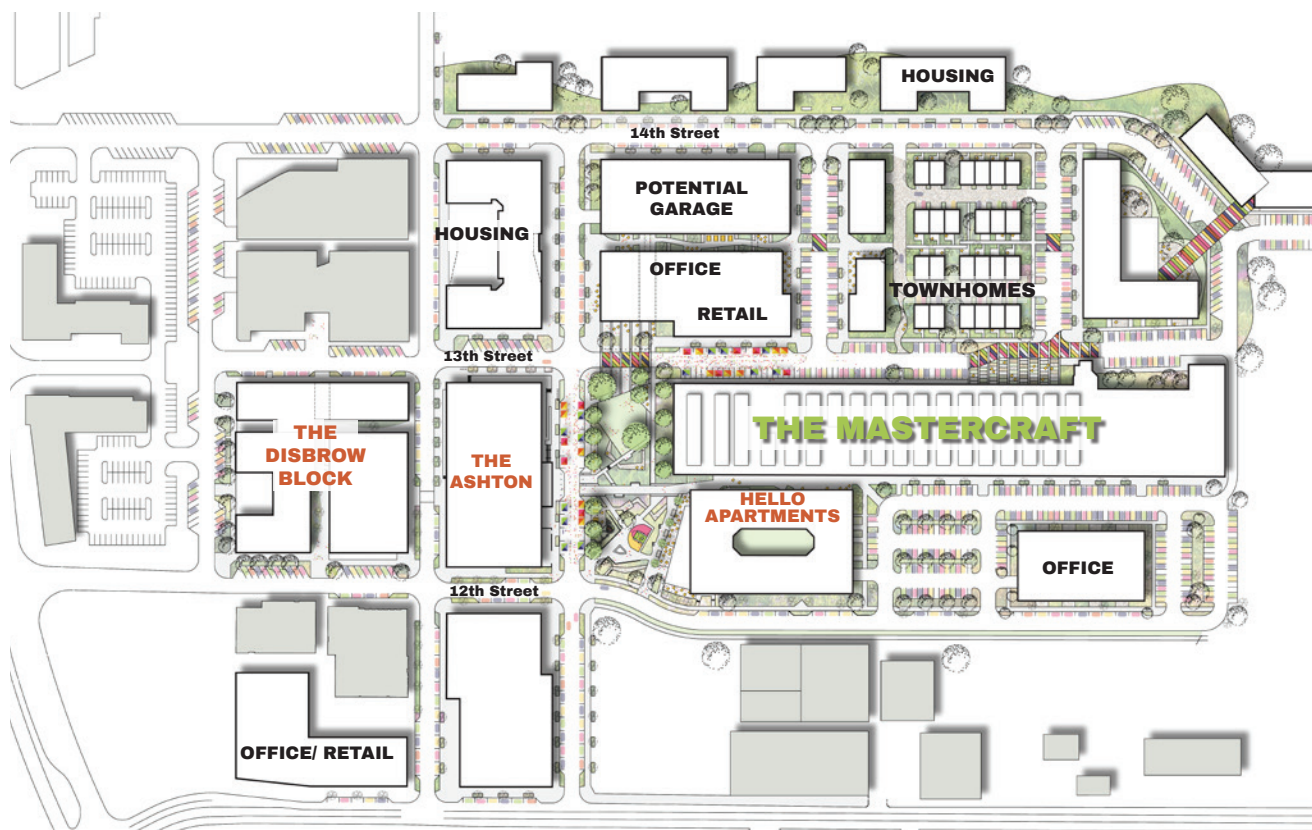 HOUSING
14th Street
POTENTIAL
GARAGE
HOUSING
OFFICE
RETAIL
TOWNHOMES
13th Street
THE MASTERCRAFT
THE
DISBROW
BLOCK
THE
ASHTON
HELLO
APARTMENTS
OFFICE
12th Street
OFFICE/ RETAIL